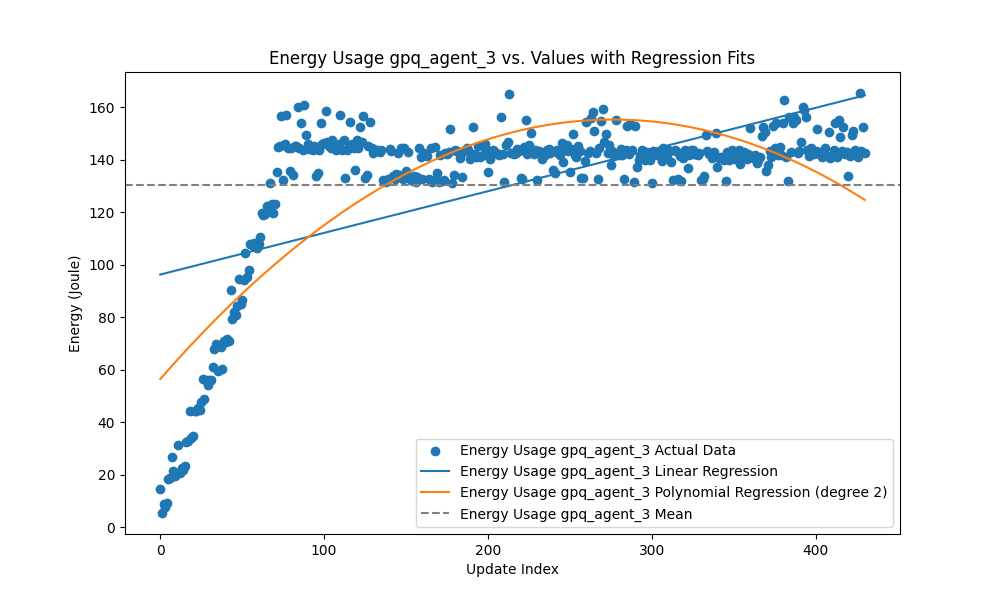 Energy Usage gpq_agent_3 vs. Values with Regression Fits
Energy (Joule)
160
140
120
100
80
60
40
20
0
0 100 200 300 400
Update Index
Energy Usage gpq_agent_3 Actual Data
Energy Usage gpq_agent_3 Linear Regression
Energy Usage gpq_agent_3 Polynomial Regression (degree 2)
Energy Usage gpq_agent_3 Mean